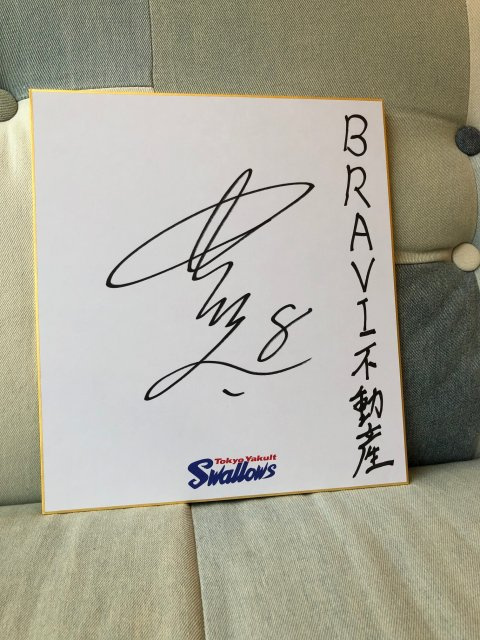 BRAVI不動産
8
Tokyo Yakult
Swallows